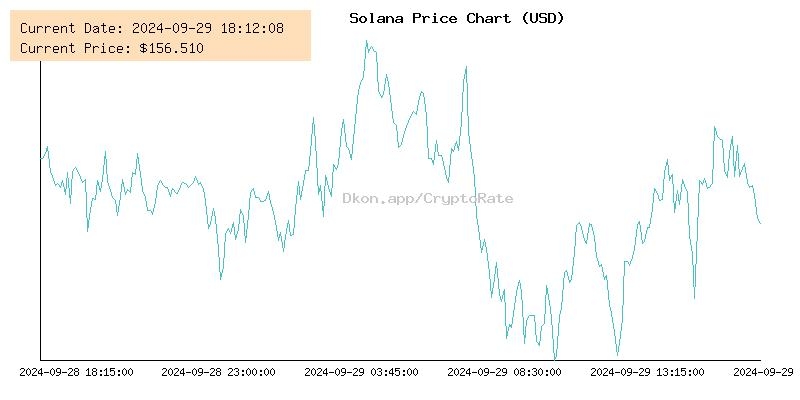 Solana Price Chart (USD)
Current Date: 2024-09-29 18:12:08
Current Price: $156.510
Dkon.app/CryptoRate
2024-09-28 18:15:00 2024-09-28 23:00:00 2024-09-29 03:45:00 2024-09-29 08:30:00 2024-09-29 13:15:00 2024-09-29